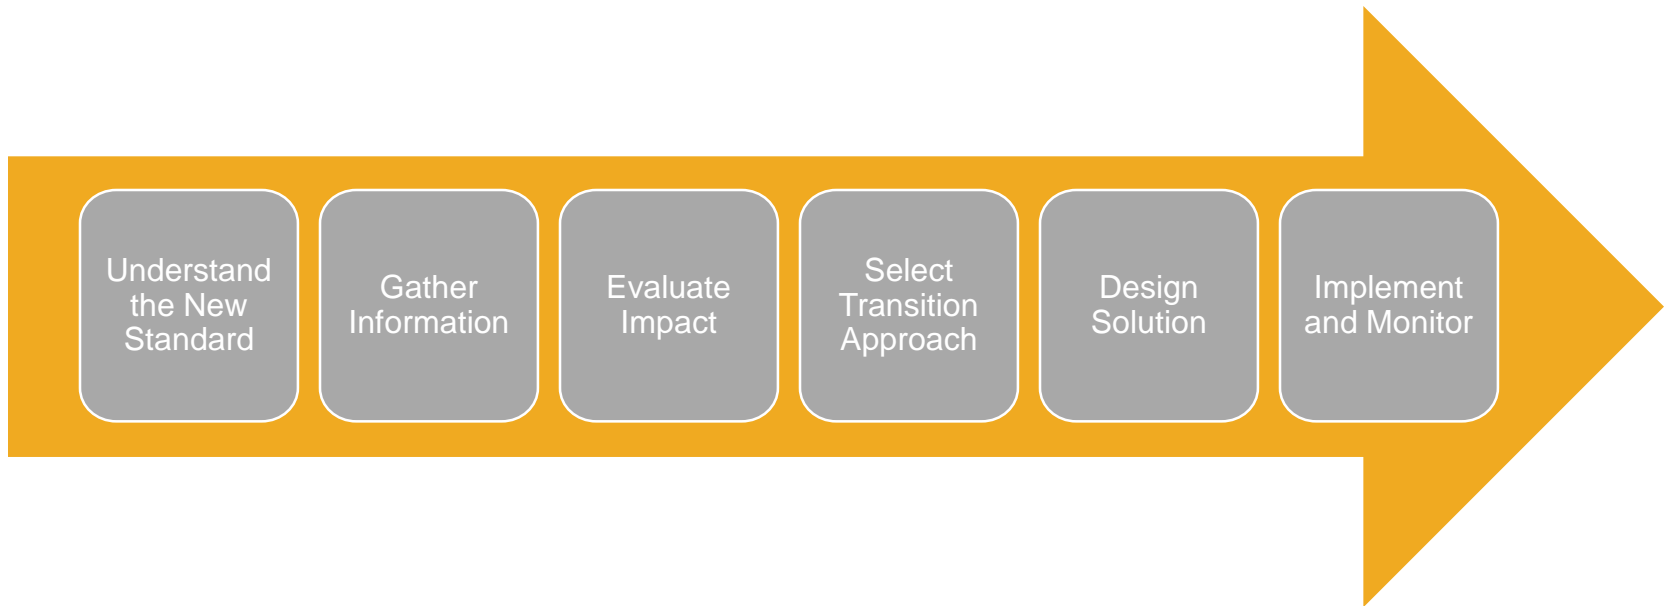 Understand
the New
Standard
Gather
Information
Evaluate
Impact
Select
Transition
Approach
Design
Solution
Implement
and Monitor